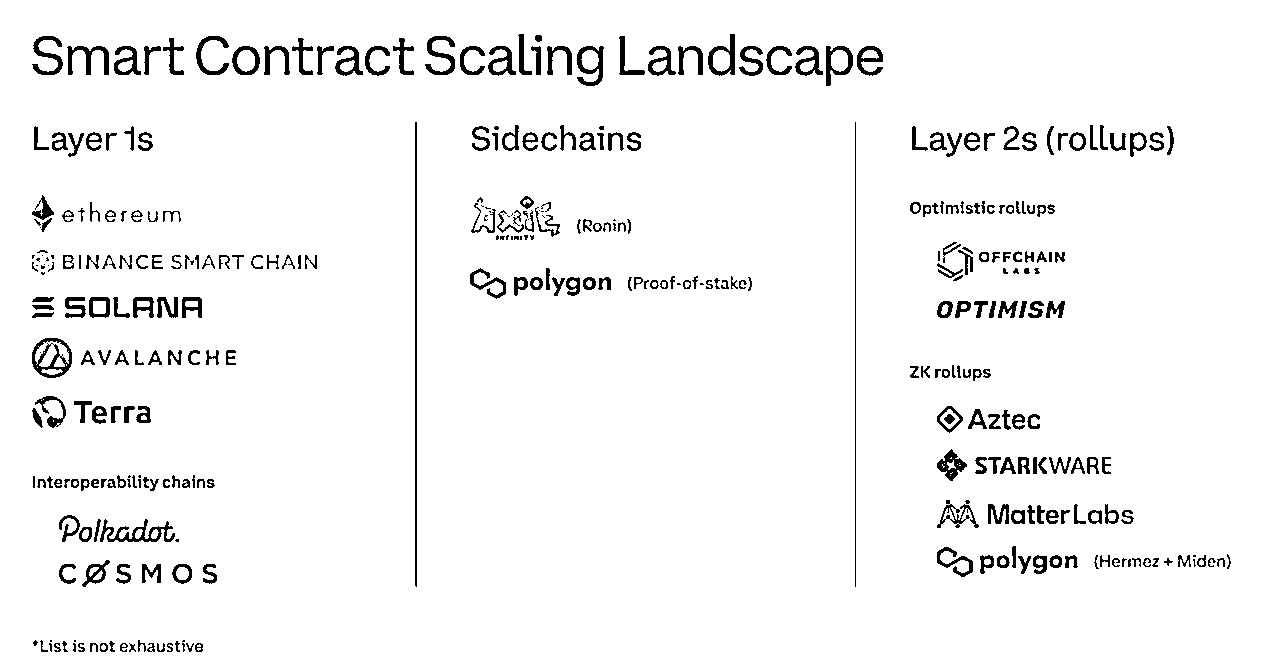 Smart Contract Scaling Landscape
Layer 1s
ethereum
BINANCE SMART CHAIN
SOLANA
AVALANCHE
Terra
Interoperability chains
Polkadot.
COSMOS
Sidechains
AXIE INFINITY (Ronin)
polygon (Proof-of-stake)
Layer 2s (rollups)
Optimistic rollups
OFFCHAIN
LABS
OPTIMISM
ZK rollups
Aztec
STARKWARE
Matter Labs
polygon (Hermez + Miden)
*List is not exhaustive